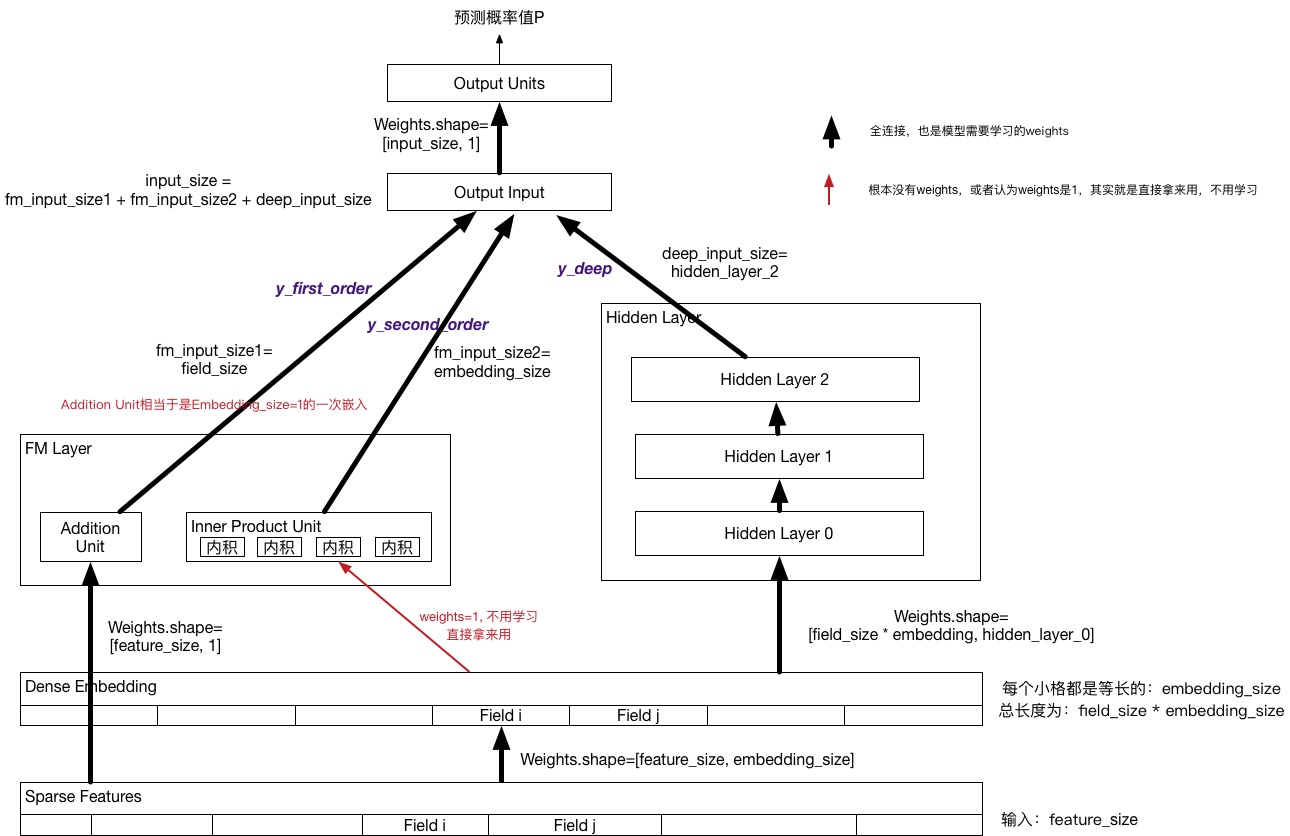 预测概率值P
Output Units
Weights.shape=
[input_size, 1]
全连接，也是模型需要学习的weights
input_size =
fm_input_size1 + fm_input_size2 + deep_input_size
Output Input
根本没有weights，或者认为weights是1，其实就是直接拿来用，不用学习
deep_input_size=
hidden_layer_2
y_deep
y_first_order
y_second_order
fm_input_size1=
field_size
fm_input_size2=
embedding_size
Addition Unit相当于是Embedding_size=1的一次嵌入
Hidden Layer
Hidden Layer 2
Hidden Layer 1
Hidden Layer 0
FM Layer
Addition
Unit
Inner Product Unit
内积 内积 内积 内积
Weights.shape=
[feature_size, 1]
weights=1, 不用学习
直接拿来用
Weights.shape=
[field_size * embedding, hidden_layer_0]
Dense Embedding
Field i Field j
每个小格都是等长的：embedding_size
总长度为：field_size * embedding_size
Weights.shape=[feature_size, embedding_size]
Sparse Features
Field i Field j
输入：feature_size